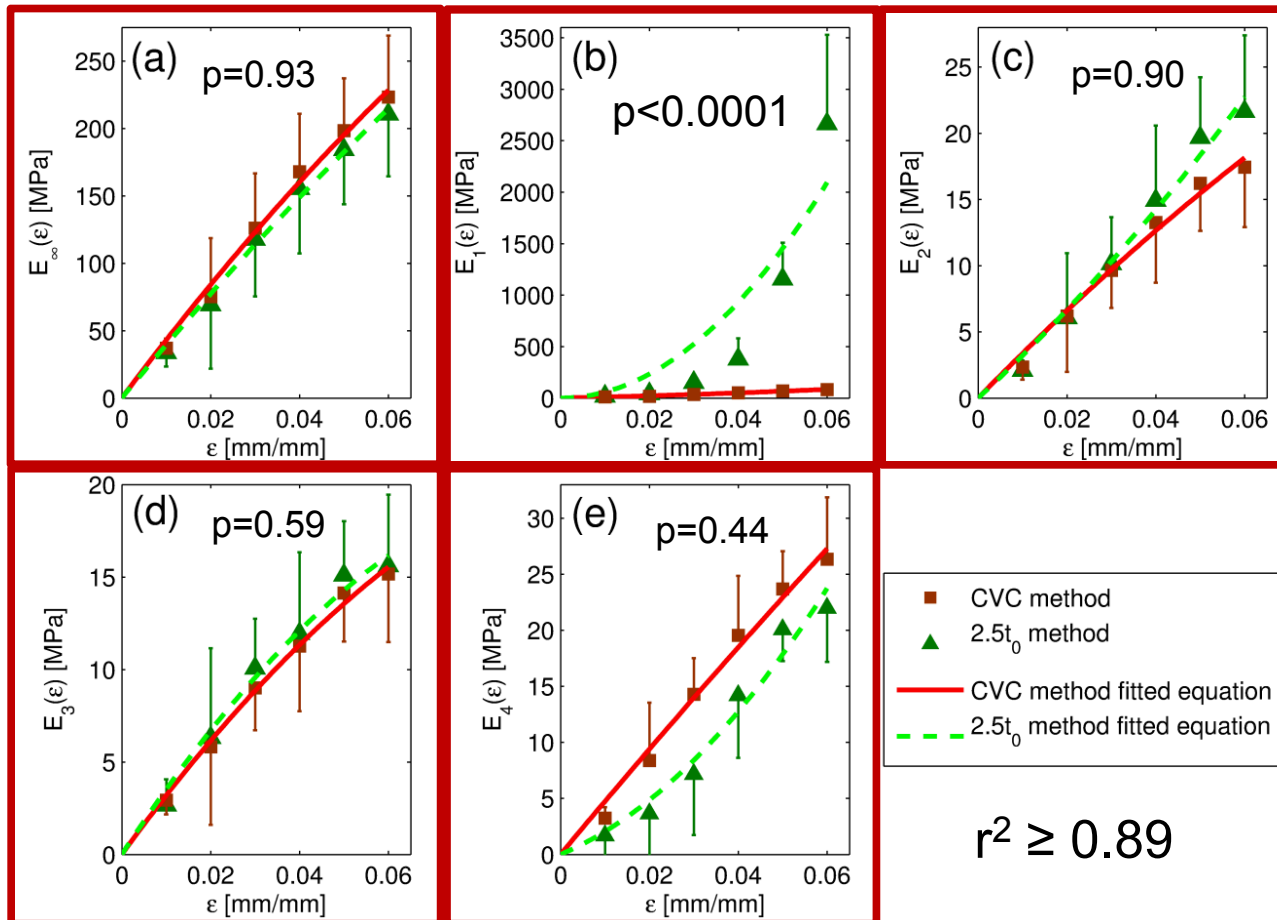 (a)
p=0.93
E∞(ε) [MPa]
250
200
150
100
50
0
0 0.02 0.04 0.06
ε [mm/mm]
(b)
p<0.0001
E1(ε) [MPa]
3500
3000
2500
2000
1500
1000
500
0
0 0.02 0.04 0.06
ε [mm/mm]
(c)
p=0.90
E2(ε) [MPa]
25
20
15
10
5
0
0 0.02 0.04 0.06
ε [mm/mm]
(d)
p=0.59
E3(ε) [MPa]
20
15
10
5
0
0 0.02 0.04 0.06
ε [mm/mm]
(e)
p=0.44
E4(ε) [MPa]
30
25
20
15
10
5
0
0 0.02 0.04 0.06
ε [mm/mm]
CVC method
2.5t0 method
CVC method fitted equation
2.5t0 method fitted equation
r² ≥ 0.89